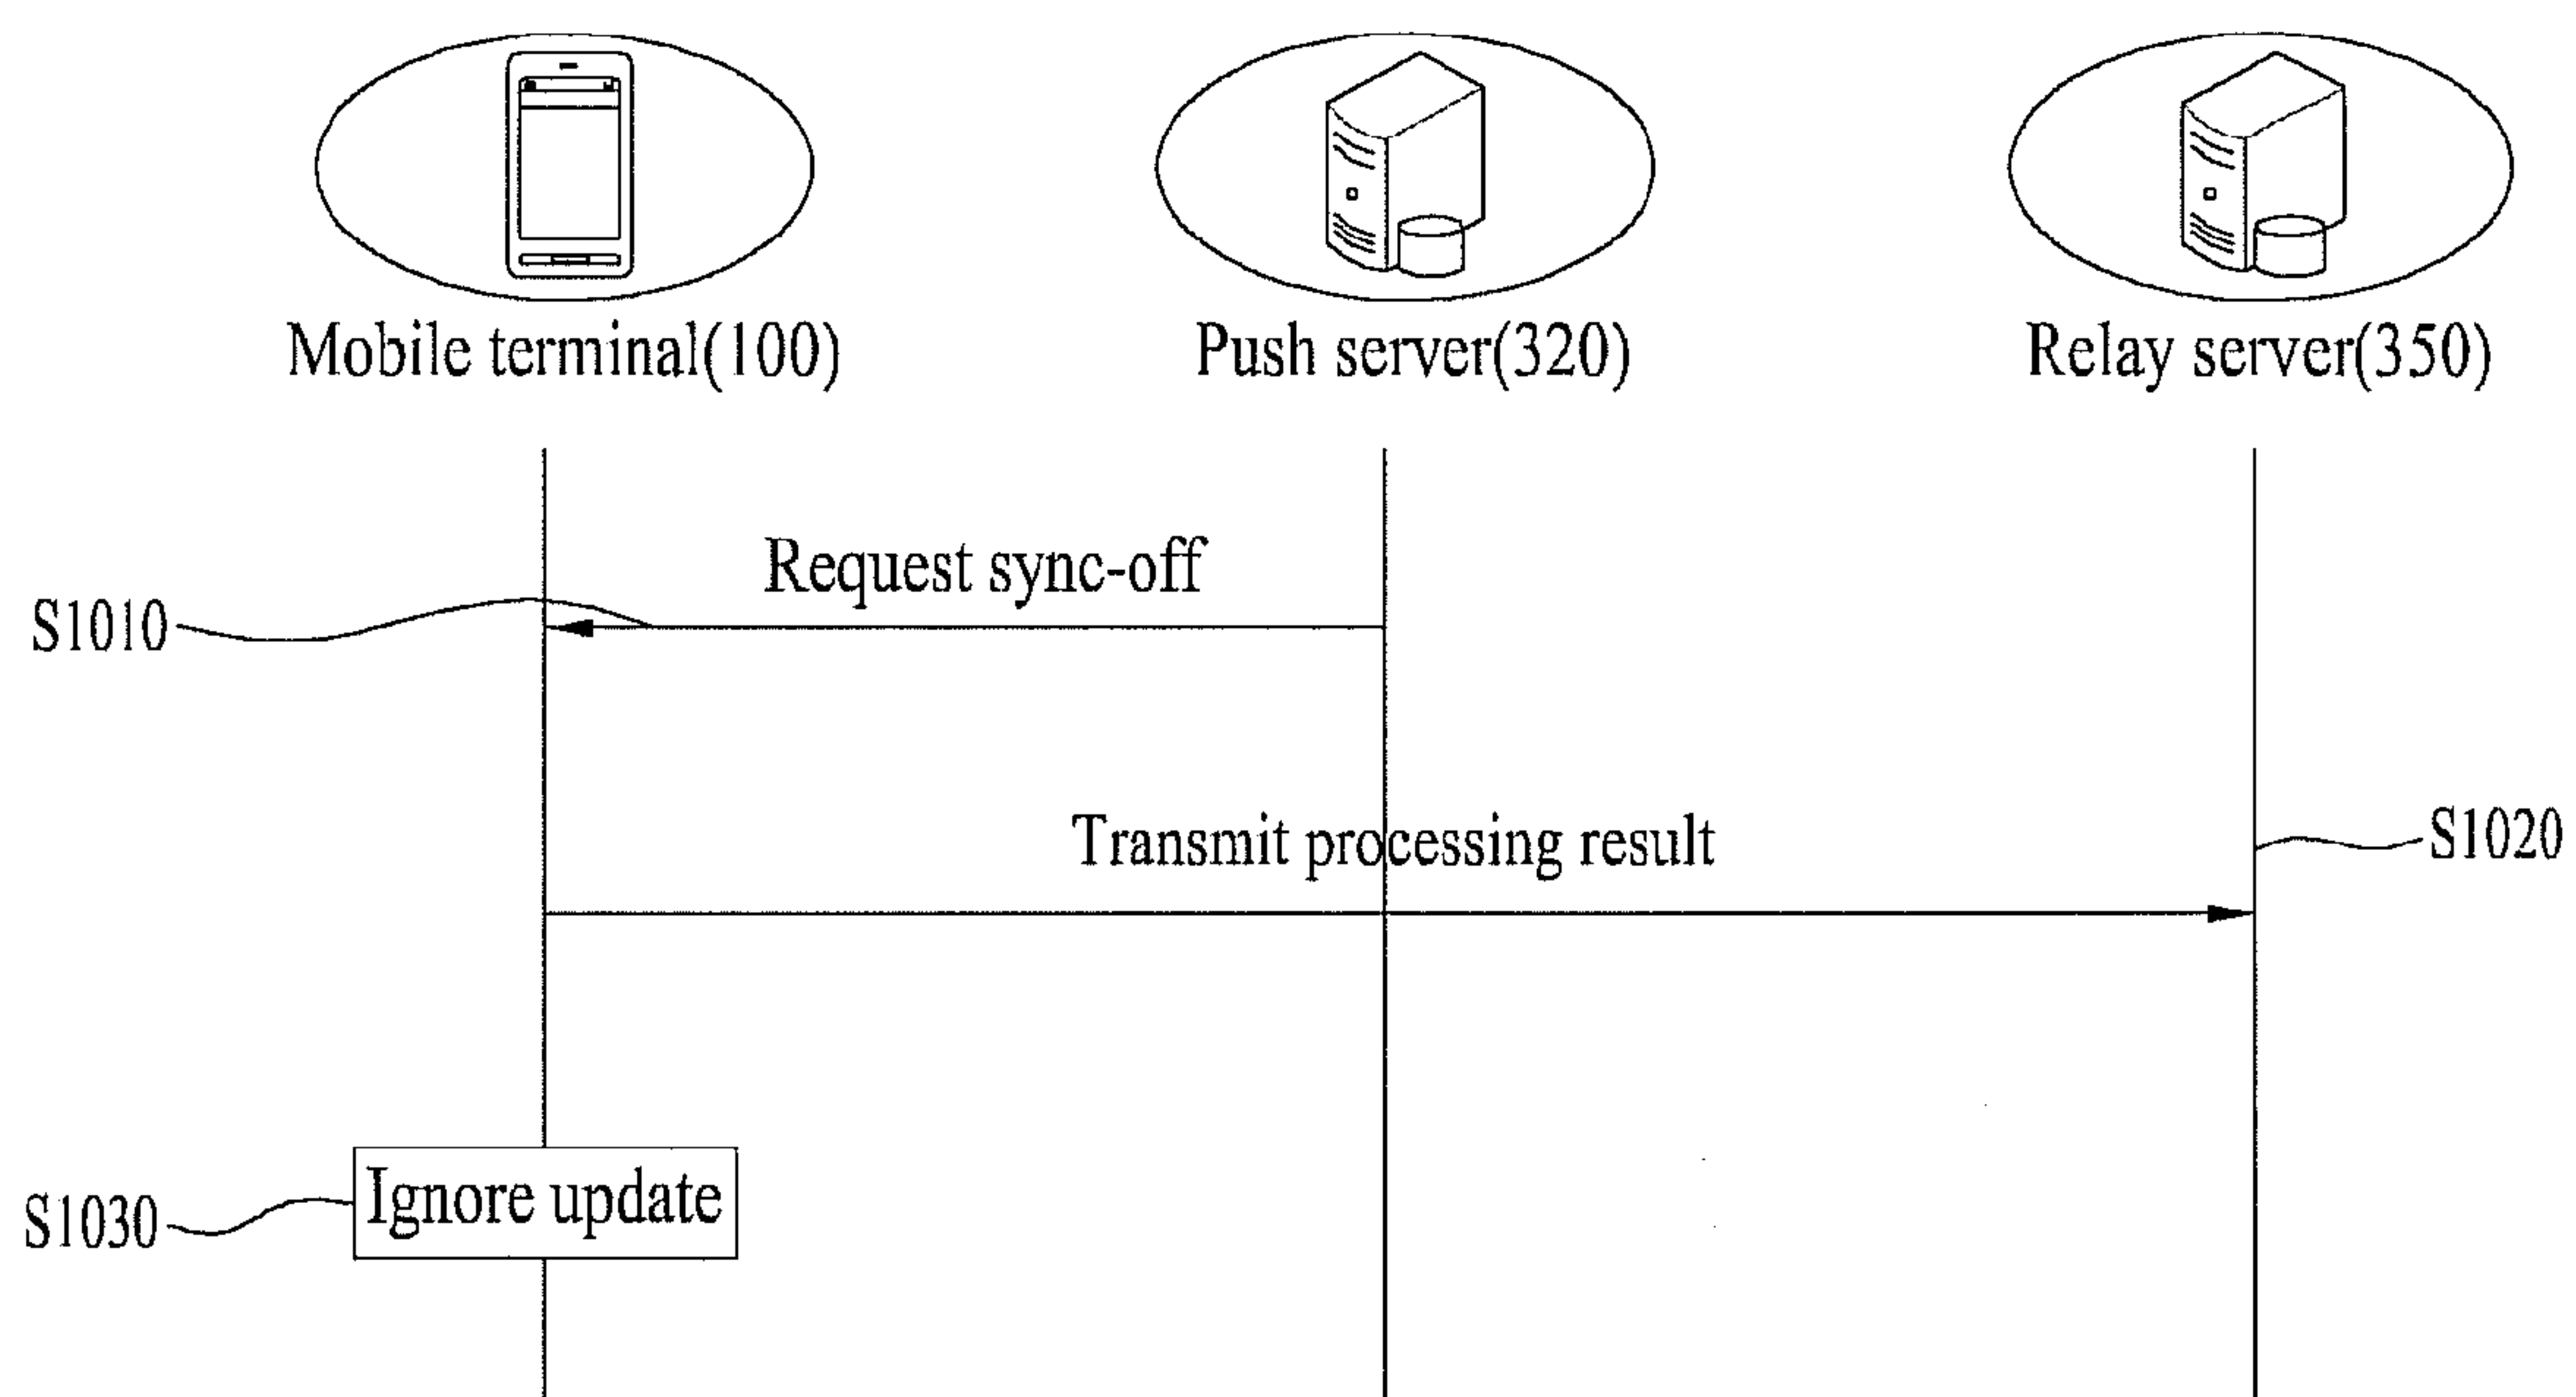 Mobile terminal(100)
Push server(320)
Relay server(350)
Request sync-off
S1010
Transmit processing result
S1020
Ignore update
S1030